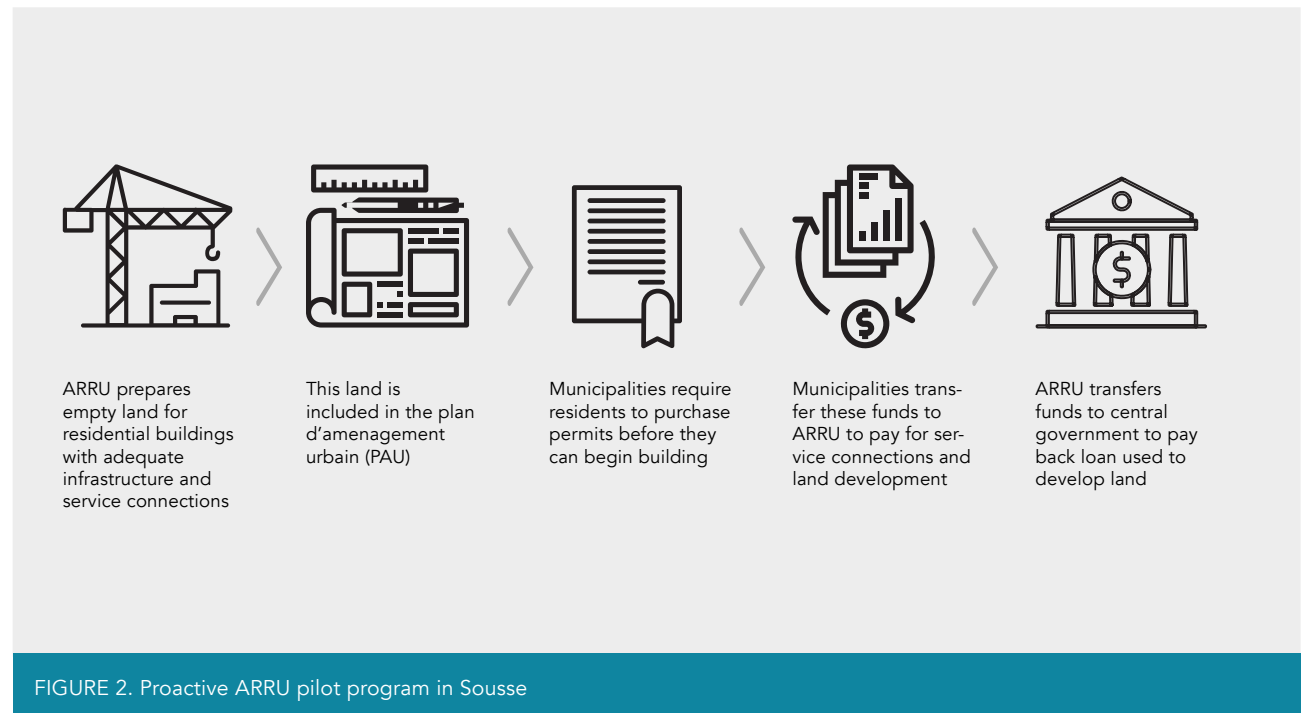 ARRU prepares
empty land for
residential buildings
with adequate
infrastructure and
service connections
This land is
included in the plan
d’amenagement
urbain (PAU)
Municipalities require
residents to purchase
permits before they
can begin building
Municipalities trans-
fer these funds to
ARRU to pay for ser-
vice connections and
land development
ARRU transfers
funds to central
government to pay
back loan used to
develop land
FIGURE 2. Proactive ARRU pilot program in Sousse